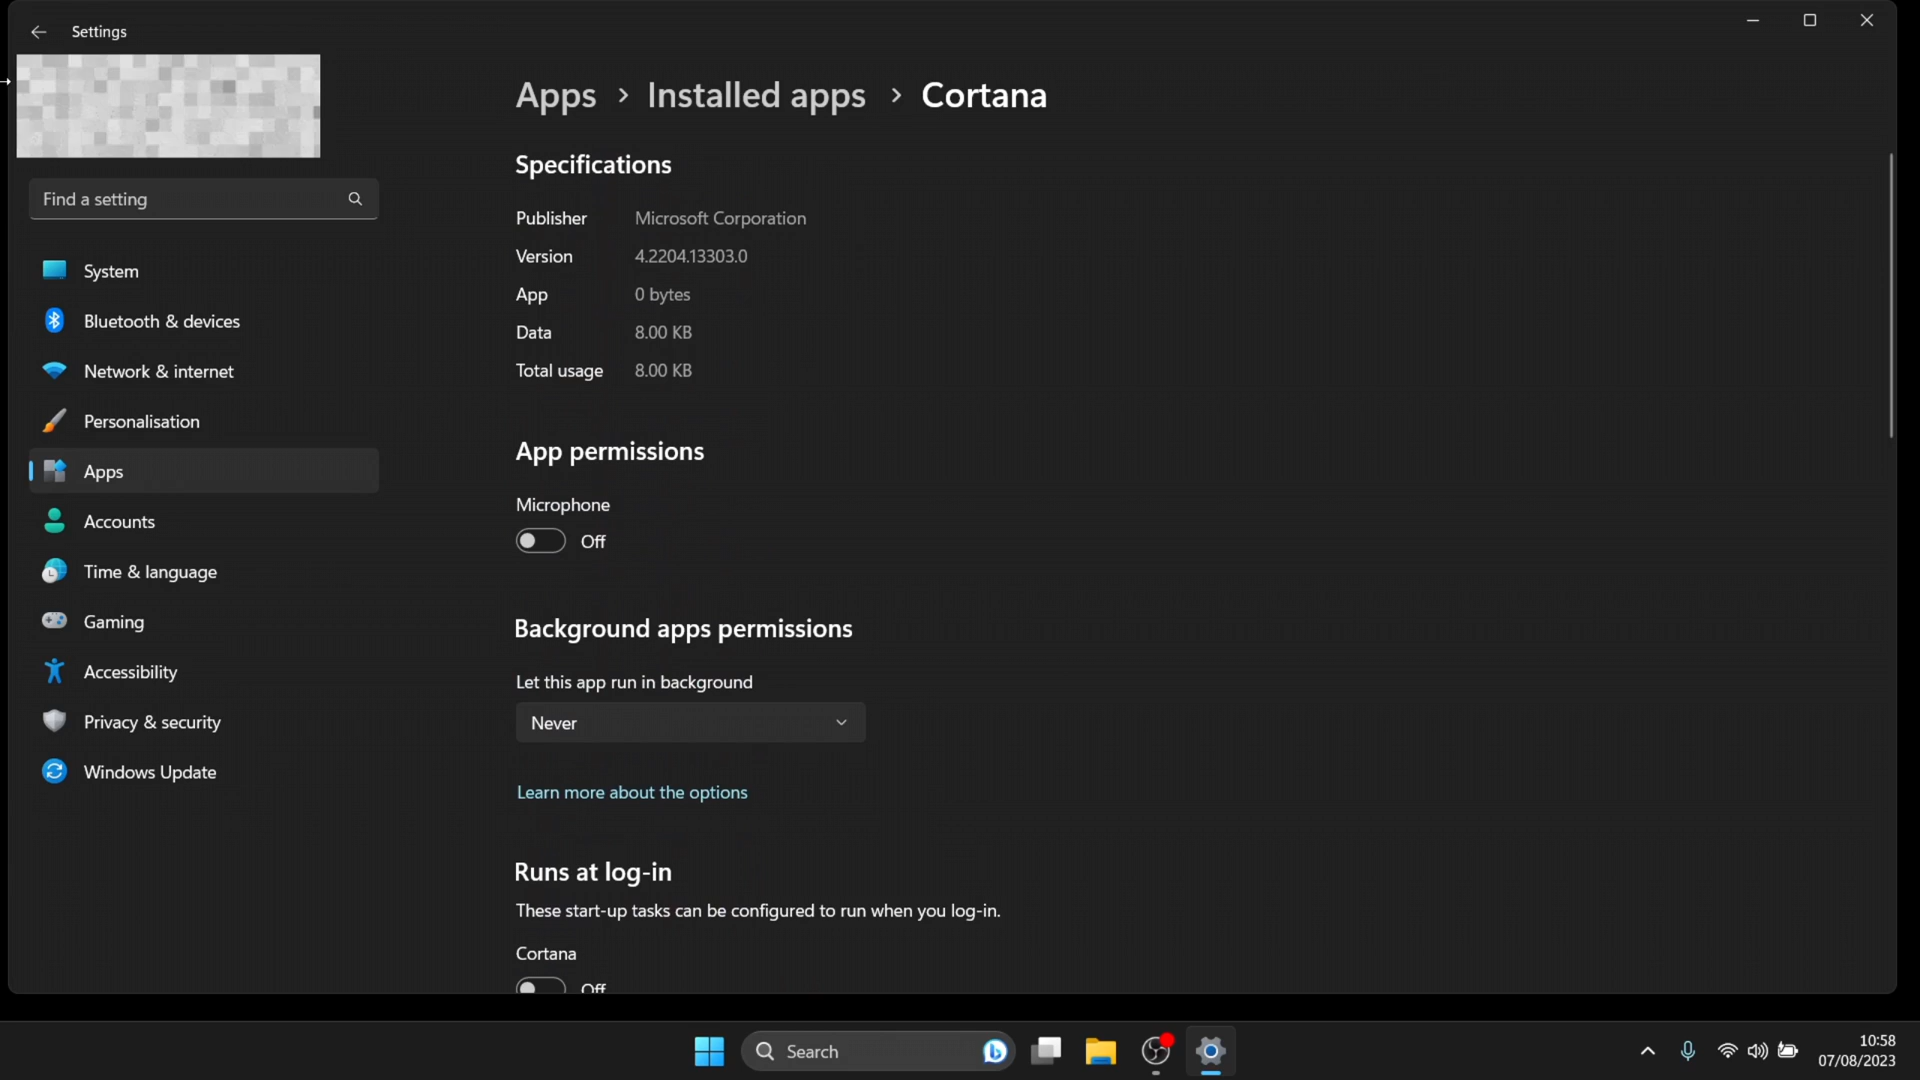 Settings
Find a setting
System
Bluetooth & devices
Network & internet
Personalisation
Apps
Accounts
Time & language
Gaming
Accessibility
Privacy & security
Windows Update
Apps > Installed apps > Cortana
Specifications
Publisher Microsoft Corporation
Version 4.2204.13303.0
App 0 bytes
Data 8.00 KB
Total usage 8.00 KB
App permissions
Microphone
Off
Background apps permissions
Let this app run in background
Never
Learn more about the options
Runs at log-in
These start-up tasks can be configured to run when you log-in.
Cortana
Off
Search
10:58
07/08/2023